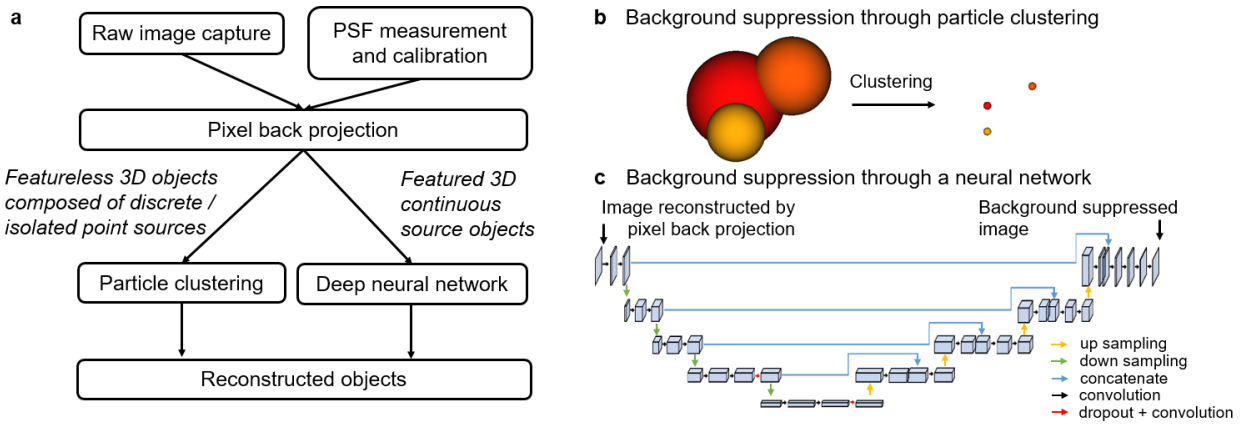 a
Raw image capture
PSF measurement
and calibration
Pixel back projection
Featureless 3D objects
composed of discrete /
isolated point sources
Featured 3D
continuous
source objects
Particle clustering
Deep neural network
Reconstructed objects
b Background suppression through particle clustering
Clustering
c Background suppression through a neural network
Image reconstructed by
pixel back projection
Background suppressed
image
up sampling
down sampling
concatenate
convolution
dropout + convolution